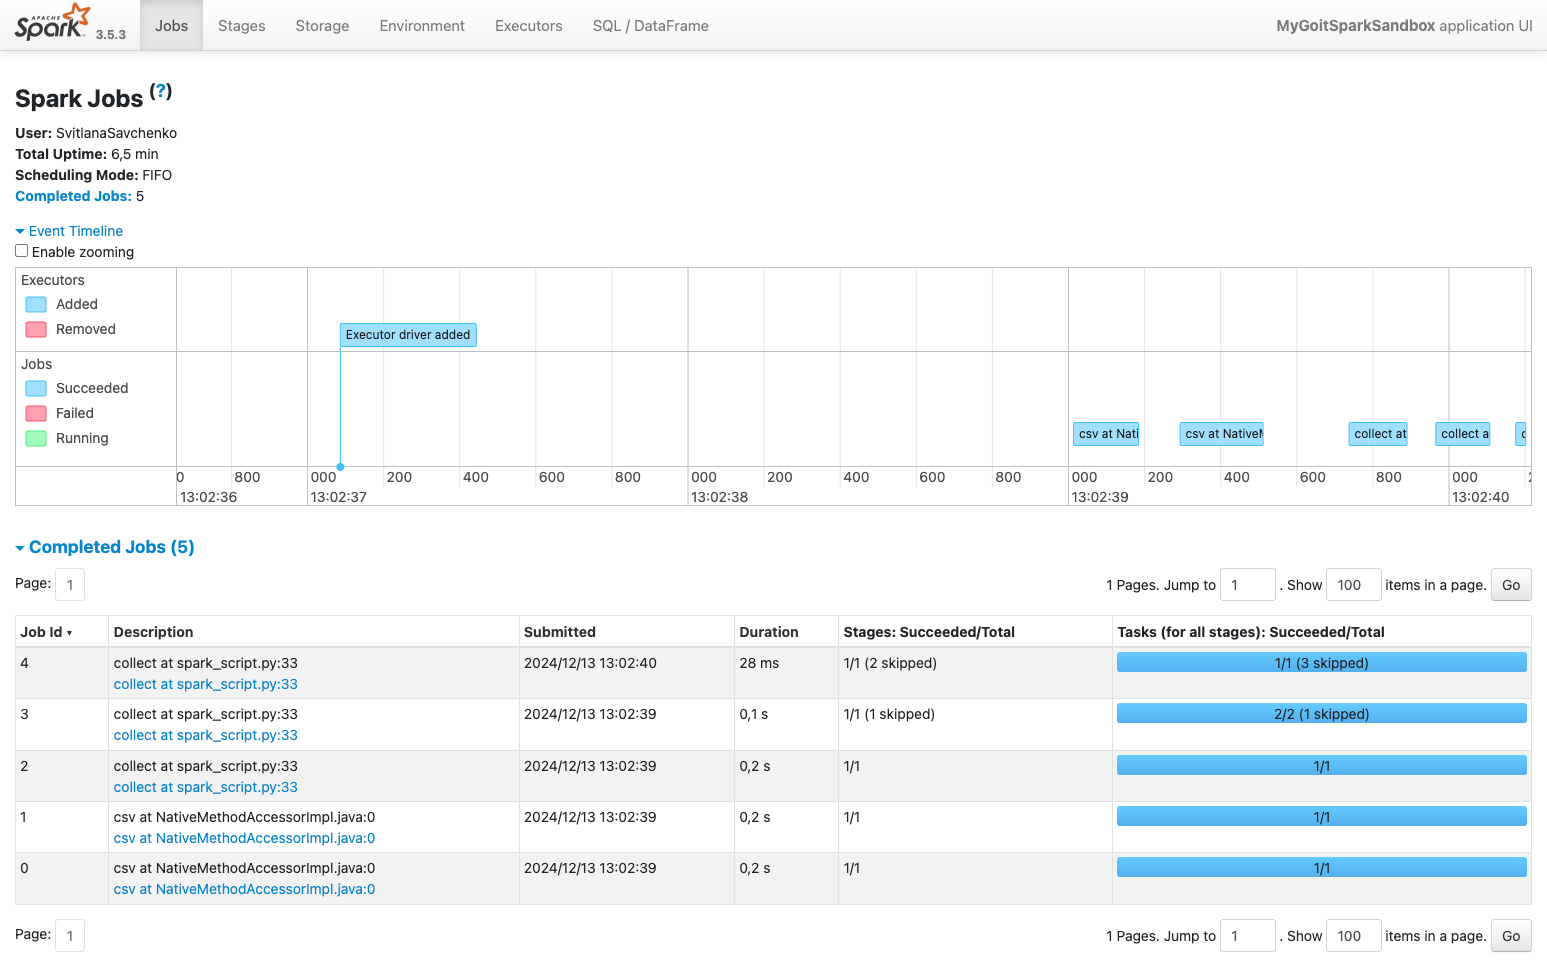 APACHE
Spark 3.5.3 Jobs Stages Storage Environment Executors SQL / DataFrame MyGoitSparkSandbox application UI
Spark Jobs (?)
User: SvitlanaSavchenko
Total Uptime: 6,5 min
Scheduling Mode: FIFO
Completed Jobs: 5
Event Timeline
Enable zooming
Executors
Added
Removed
Executor driver added
Jobs
Succeeded
Failed
Running
csv at Nati csv at Native collect at collect a
0 800 000 200 400 600 800 000 200 400 600 800 000 200 400 600 800 000
13:02:36 13:02:37 13:02:38 13:02:39 13:02:40
Completed Jobs (5)
Page: 1 1 Pages. Jump to 1 . Show 100 items in a page. Go
Job Id ▾ Description Submitted Duration Stages: Succeeded/Total Tasks (for all stages): Succeeded/Total
4 collect at spark_script.py:33 2024/12/13 13:02:40 28 ms 1/1 (2 skipped) 1/1 (3 skipped)
collect at spark_script.py:33
3 collect at spark_script.py:33 2024/12/13 13:02:39 0,1 s 1/1 (1 skipped) 2/2 (1 skipped)
collect at spark_script.py:33
2 collect at spark_script.py:33 2024/12/13 13:02:39 0,2 s 1/1 1/1
collect at spark_script.py:33
1 csv at NativeMethodAccessorImpl.java:0 2024/12/13 13:02:39 0,2 s 1/1 1/1
csv at NativeMethodAccessorImpl.java:0
0 csv at NativeMethodAccessorImpl.java:0 2024/12/13 13:02:39 0,2 s 1/1 1/1
csv at NativeMethodAccessorImpl.java:0
Page: 1 1 Pages. Jump to 1 . Show 100 items in a page. Go